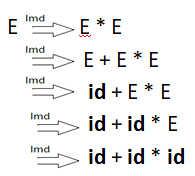 E lmd E * E
lmd E + E * E
lmd id + E * E
lmd id + id * E
lmd id + id * id